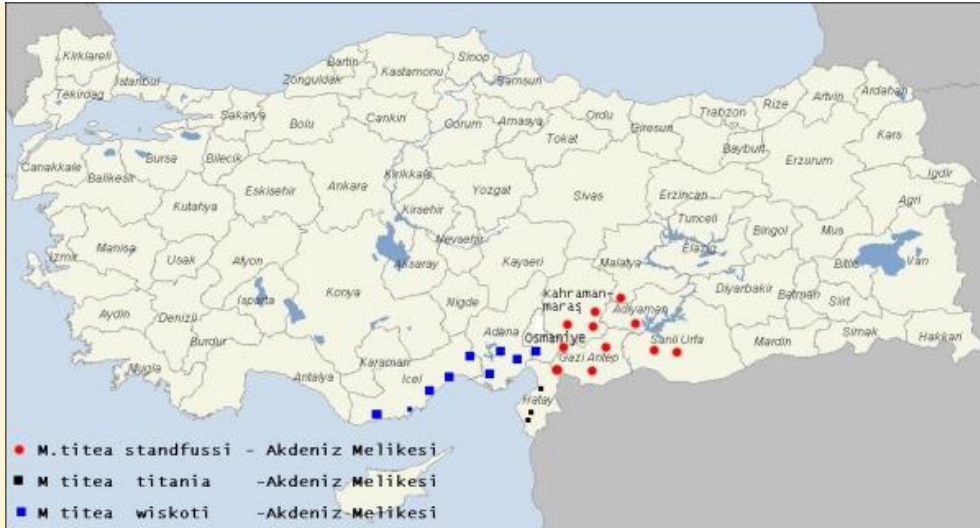 Kirklareli
Tekirdag
Istanbul
Bartin
Zonguldak
Kastamonu
Sinop
Samsun
Sakarya
Bolu
Cankiri
Corum
Amasya
Ordu
Tokat
Giresun
Trabzon
Rize
Artvin
Ardahan
Kars
Bayburt
Erzurum
Igdir
Canakkale
Balikesir
Bursa
Bilecik
Eskisehir
Ankara
Kirikkale
Yozgat
Sivas
Erzincan
Agri
Kutahya
Kirsehir
Tunceli
Bingol
Mus
Manisa
Usak
Afyon
Nevsehir
Kayseri
Elazig
Izmir
Aksaray
Malatya
Bitlis
Van
Konya
Nigde
Kahraman-
maraş
Adiyaman
Diyarbakir
Batman
Siirt
Aydin
Denizli
Isparta
Adana
Osmaniye
Sanli Urfa
Mardin
Sirnak
Hakkari
Burdur
Mugla
Antalya
Karaman
Icel
Gazi Antep
Hatay
M.titea standfussi - Akdeniz Melikesi
M titea titania -Akdeniz Melikesi
M titea wiskoti -Akdeniz Melikesi